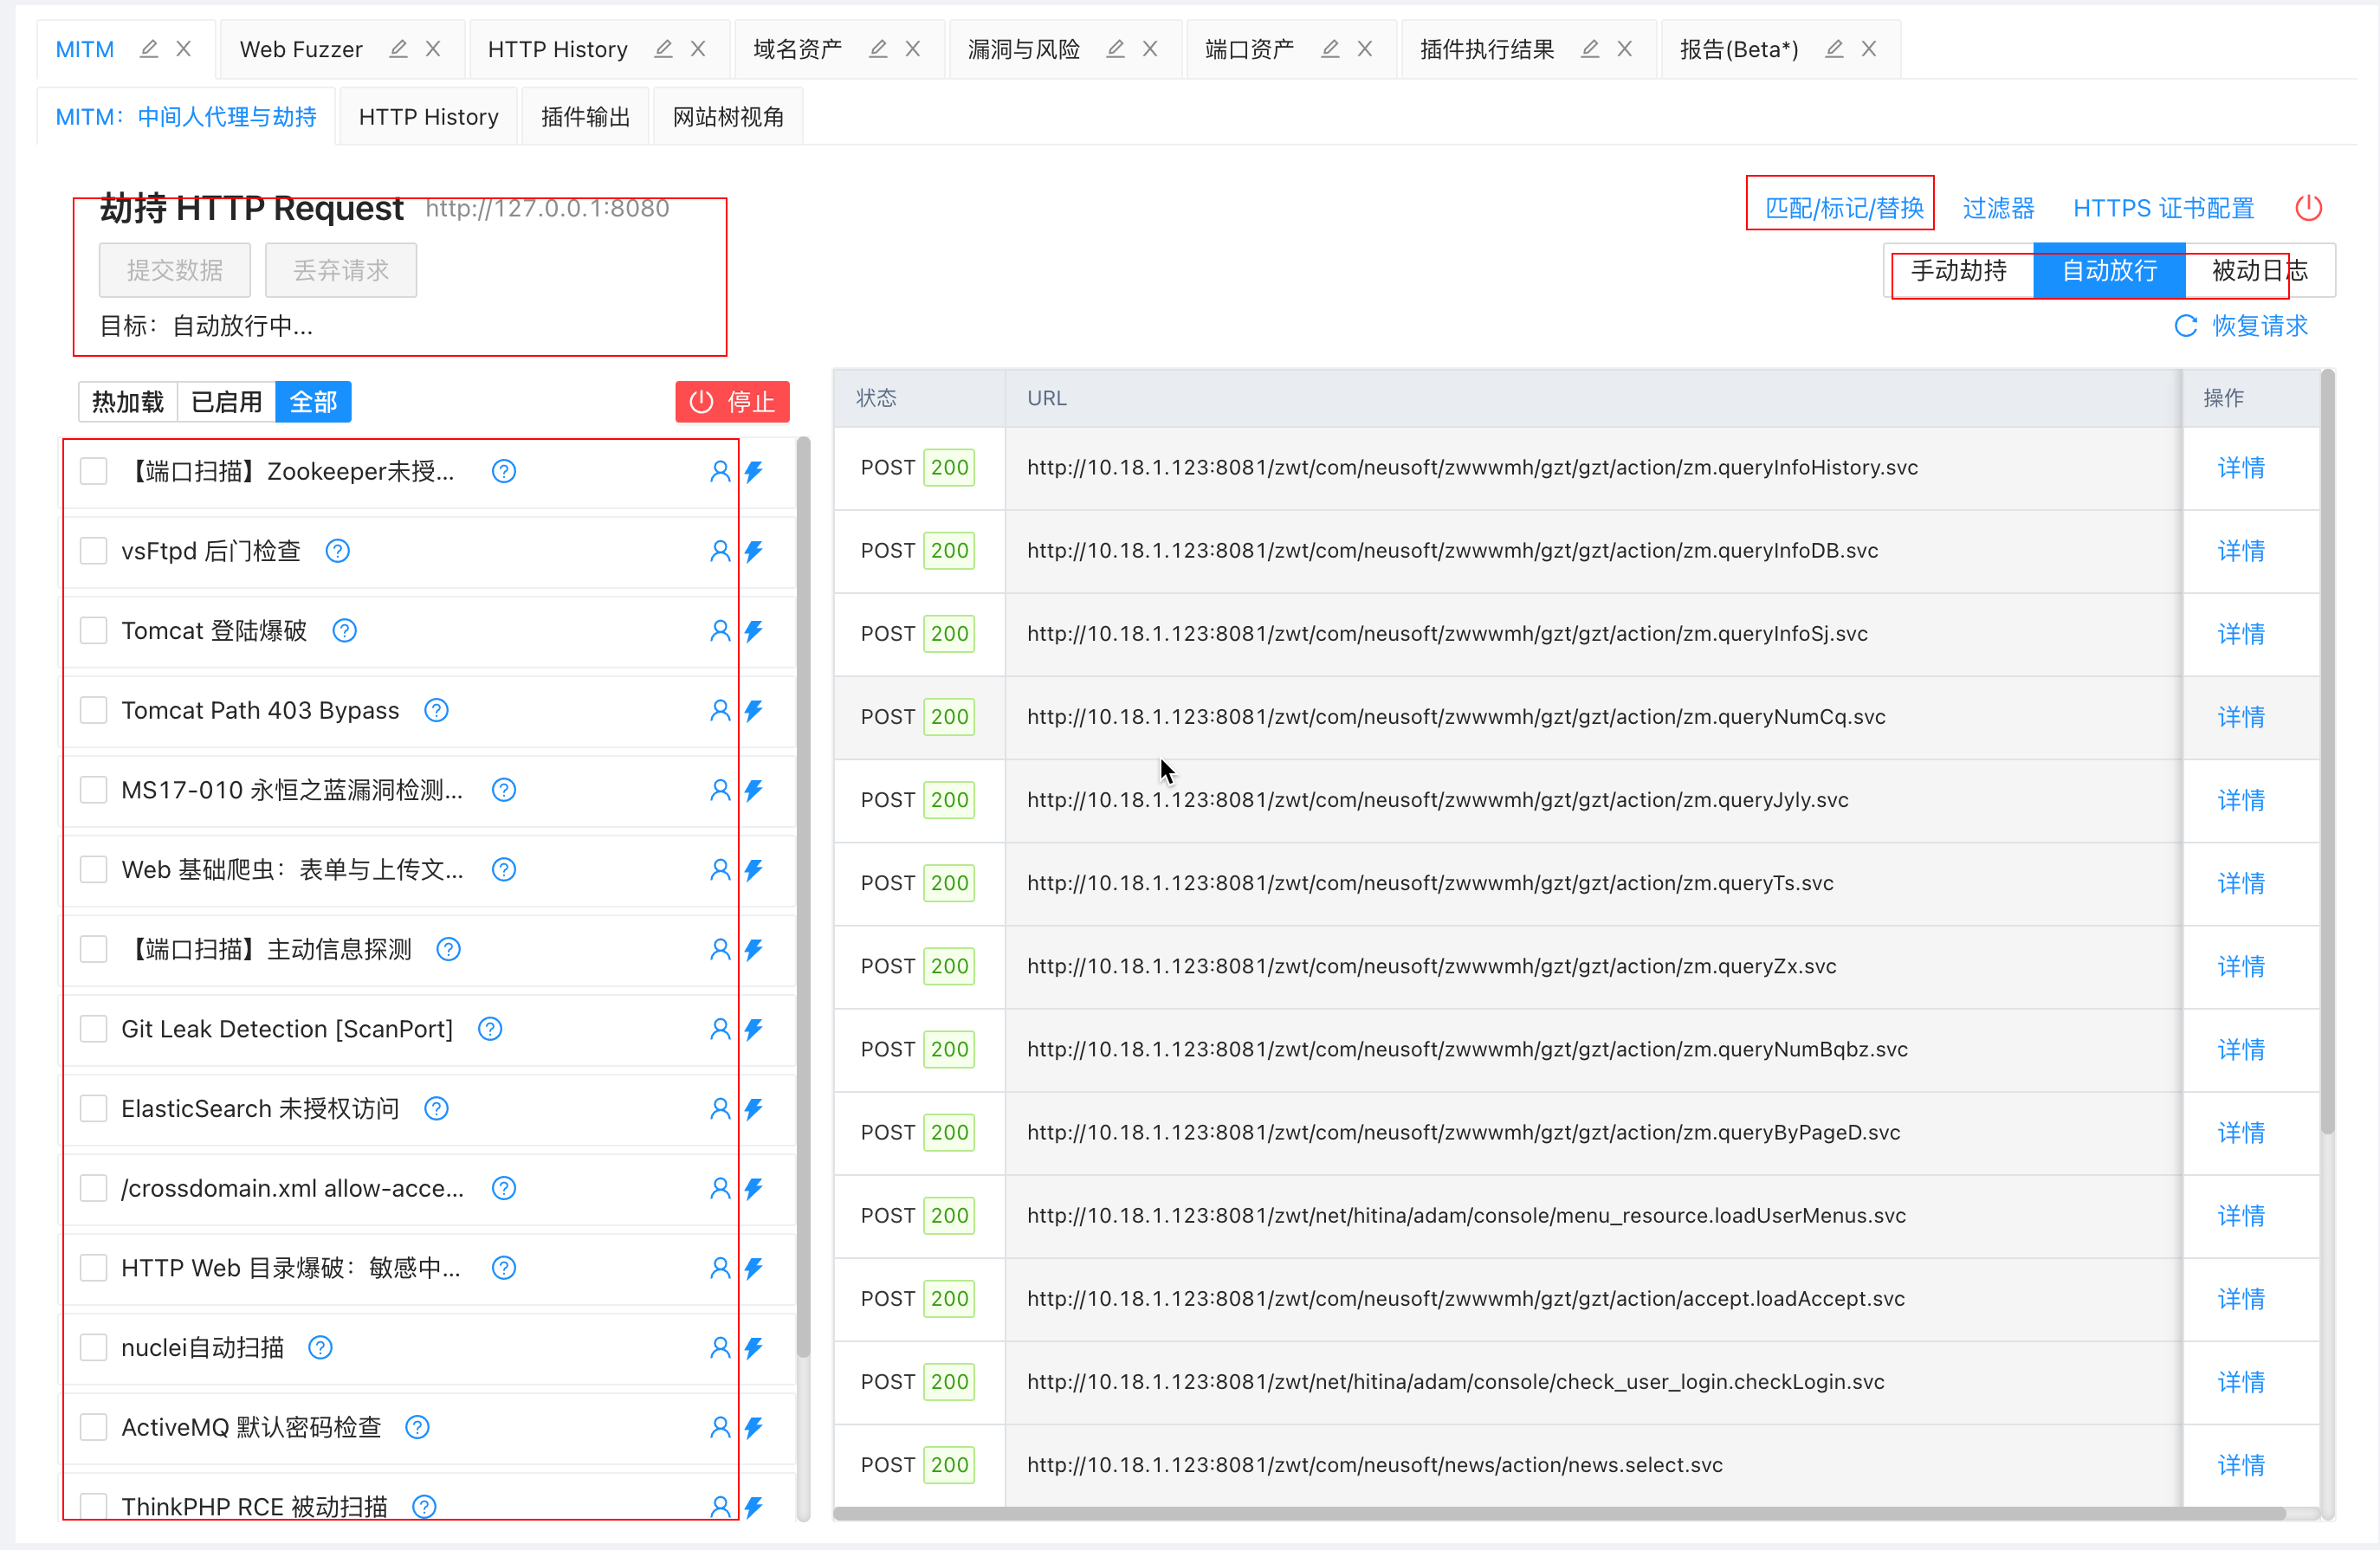 MITM Web Fuzzer HTTP History 域名资产 漏洞与风险 端口资产 插件执行结果 报告(Beta*)
MITM：中间人代理与劫持 HTTP History 插件输出 网站树视角
劫持 HTTP Request http://127.0.0.1:8080 匹配/标记/替换 过滤器 HTTPS 证书配置
提交数据 丢弃请求 手动劫持 自动放行 被动日志
目标：自动放行中... 恢复请求
热加载 已启用 全部 停止
【端口扫描】Zookeeper未授...
vsFtpd 后门检查
Tomcat 登陆爆破
Tomcat Path 403 Bypass
MS17-010 永恒之蓝漏洞检测...
Web 基础爬虫：表单与上传文...
【端口扫描】主动信息探测
Git Leak Detection [ScanPort]
ElasticSearch 未授权访问
/crossdomain.xml allow-acce...
HTTP Web 目录爆破：敏感中...
nuclei自动扫描
ActiveMQ 默认密码检查
ThinkPHP RCE 被动扫描
状态 URL 操作
POST 200 http://10.18.1.123:8081/zwt/com/neusoft/zwwwmh/gzt/gzt/action/zm.queryInfoHistory.svc 详情
POST 200 http://10.18.1.123:8081/zwt/com/neusoft/zwwwmh/gzt/gzt/action/zm.queryInfoDB.svc 详情
POST 200 http://10.18.1.123:8081/zwt/com/neusoft/zwwwmh/gzt/gzt/action/zm.queryInfoSj.svc 详情
POST 200 http://10.18.1.123:8081/zwt/com/neusoft/zwwwmh/gzt/gzt/action/zm.queryNumCq.svc 详情
POST 200 http://10.18.1.123:8081/zwt/com/neusoft/zwwwmh/gzt/gzt/action/zm.queryJyly.svc 详情
POST 200 http://10.18.1.123:8081/zwt/com/neusoft/zwwwmh/gzt/gzt/action/zm.queryTs.svc 详情
POST 200 http://10.18.1.123:8081/zwt/com/neusoft/zwwwmh/gzt/gzt/action/zm.queryZx.svc 详情
POST 200 http://10.18.1.123:8081/zwt/com/neusoft/zwwwmh/gzt/gzt/action/zm.queryNumBqbz.svc 详情
POST 200 http://10.18.1.123:8081/zwt/com/neusoft/zwwwmh/gzt/gzt/action/zm.queryByPageD.svc 详情
POST 200 http://10.18.1.123:8081/zwt/net/hitina/adam/console/menu_resource.loadUserMenus.svc 详情
POST 200 http://10.18.1.123:8081/zwt/com/neusoft/zwwwmh/gzt/gzt/action/accept.loadAccept.svc 详情
POST 200 http://10.18.1.123:8081/zwt/net/hitina/adam/console/check_user_login.checkLogin.svc 详情
POST 200 http://10.18.1.123:8081/zwt/com/neusoft/news/action/news.select.svc 详情